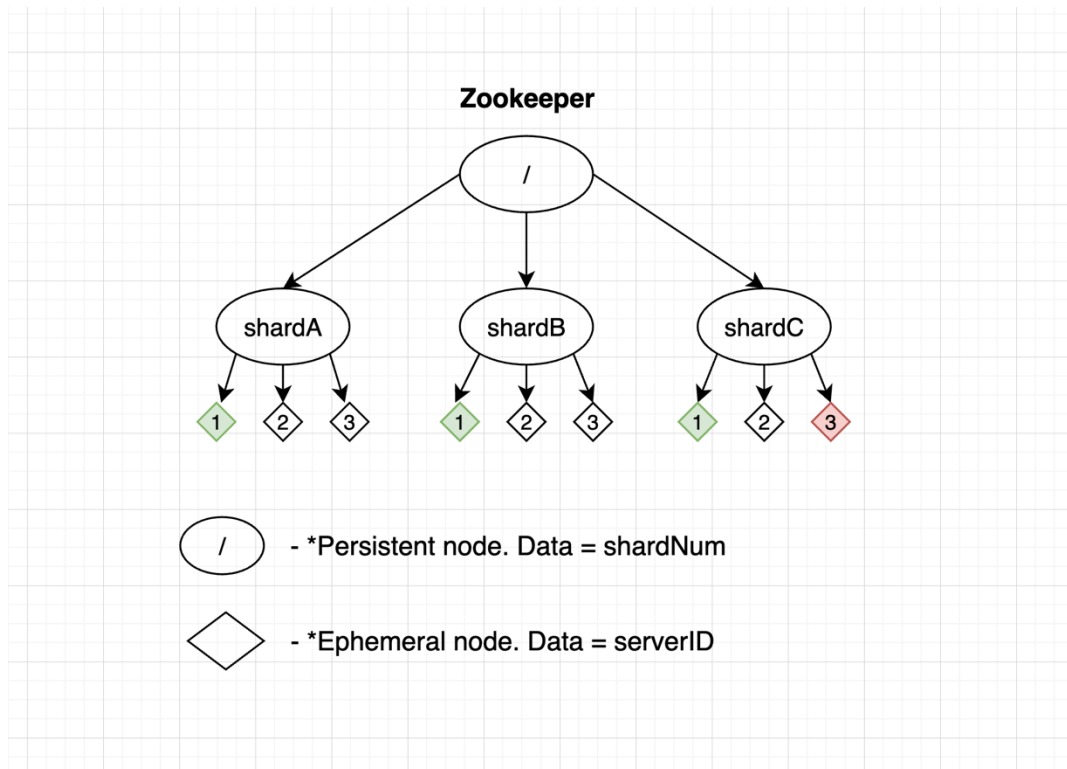 Zookeeper
/
shardA
shardB
shardC
1
2
3
1
2
3
1
2
3
/
- *Persistent node. Data = shardNum
- *Ephemeral node. Data = serverID